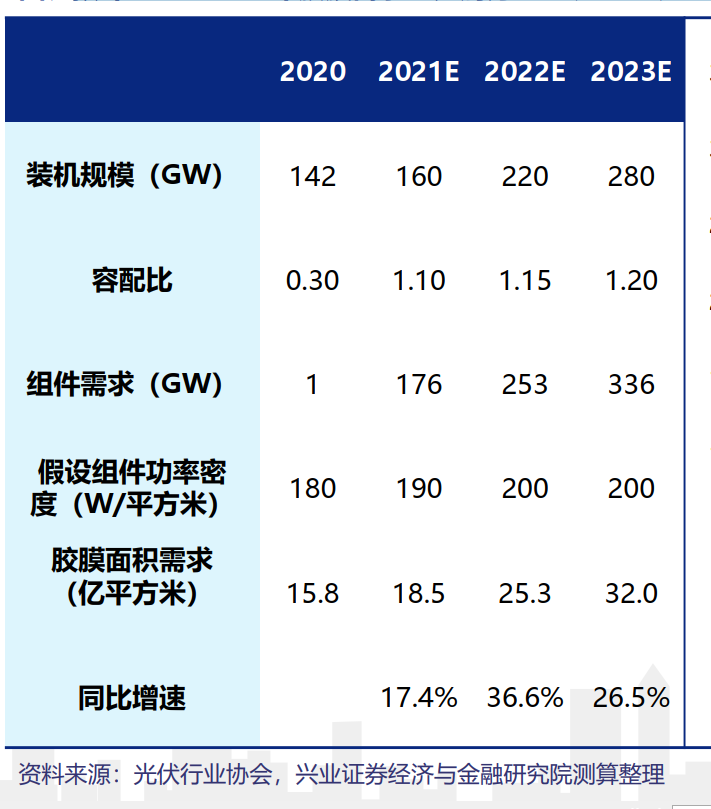 2020 2021E 2022E 2023E
装机规模（GW） 142 160 220 280
容配比 0.30 1.10 1.15 1.20
组件需求（GW） 1 176 253 336
假设组件功率密
度（W/平方米） 180 190 200 200
胶膜面积需求
（亿平方米） 15.8 18.5 25.3 32.0
同比增速 17.4% 36.6% 26.5%
资料来源：光伏行业协会，兴业证券经济与金融研究院测算整理